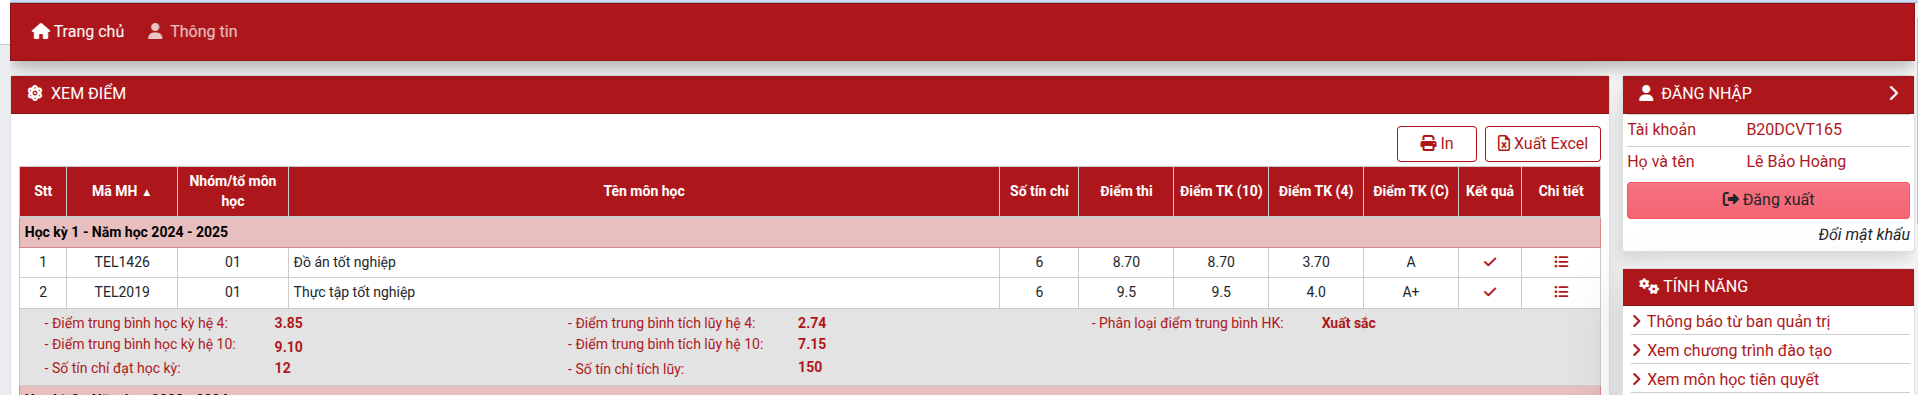 Trang chủ Thông tin
XEM ĐIỂM
In Xuất Excel
Stt Mã MH ▲ Nhóm/tổ môn học Tên môn học Số tín chỉ Điểm thi Điểm TK (10) Điểm TK (4) Điểm TK (C) Kết quả Chi tiết
Học kỳ 1 - Năm học 2024 - 2025
1 TEL1426 01 Đồ án tốt nghiệp 6 8.70 8.70 3.70 A
2 TEL2019 01 Thực tập tốt nghiệp 6 9.5 9.5 4.0 A+
- Điểm trung bình học kỳ hệ 4: 3.85 - Điểm trung bình tích lũy hệ 4: 2.74 - Phân loại điểm trung bình HK: Xuất sắc
- Điểm trung bình học kỳ hệ 10: 9.10 - Điểm trung bình tích lũy hệ 10: 7.15
- Số tín chỉ đạt học kỳ: 12 - Số tín chỉ tích lũy: 150
ĐĂNG NHẬP
Tài khoản B20DCVT165
Họ và tên Lê Bảo Hoàng
Đăng xuất
Đổi mật khẩu
TÍNH NĂNG
Thông báo từ ban quản trị
Xem chương trình đào tạo
Xem môn học tiên quyết